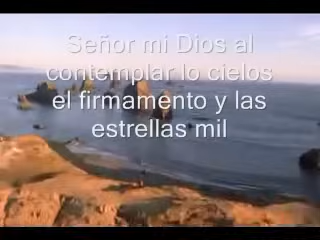 Señor mi Dios al
contemplar lo cielos
el firmamento y las
estrellas mil